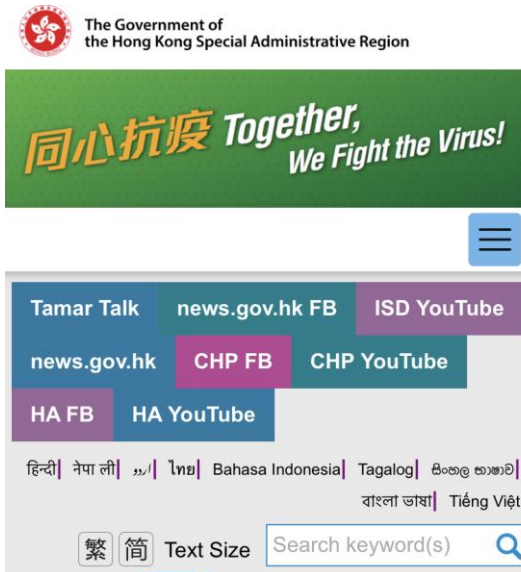 The Government of
the Hong Kong Special Administrative Region
同心抗疫 Together,
We Fight the Virus!
Tamar Talk news.gov.hk FB ISD YouTube
news.gov.hk CHP FB CHP YouTube
HA FB HA YouTube
हिन्दी| नेपा ली| اردو| ไทย| Bahasa Indonesia| Tagalog| සිංහල භාෂාව|
বাংলা ভাষা| Tiếng Việt
繁 简 Text Size Search keyword(s)